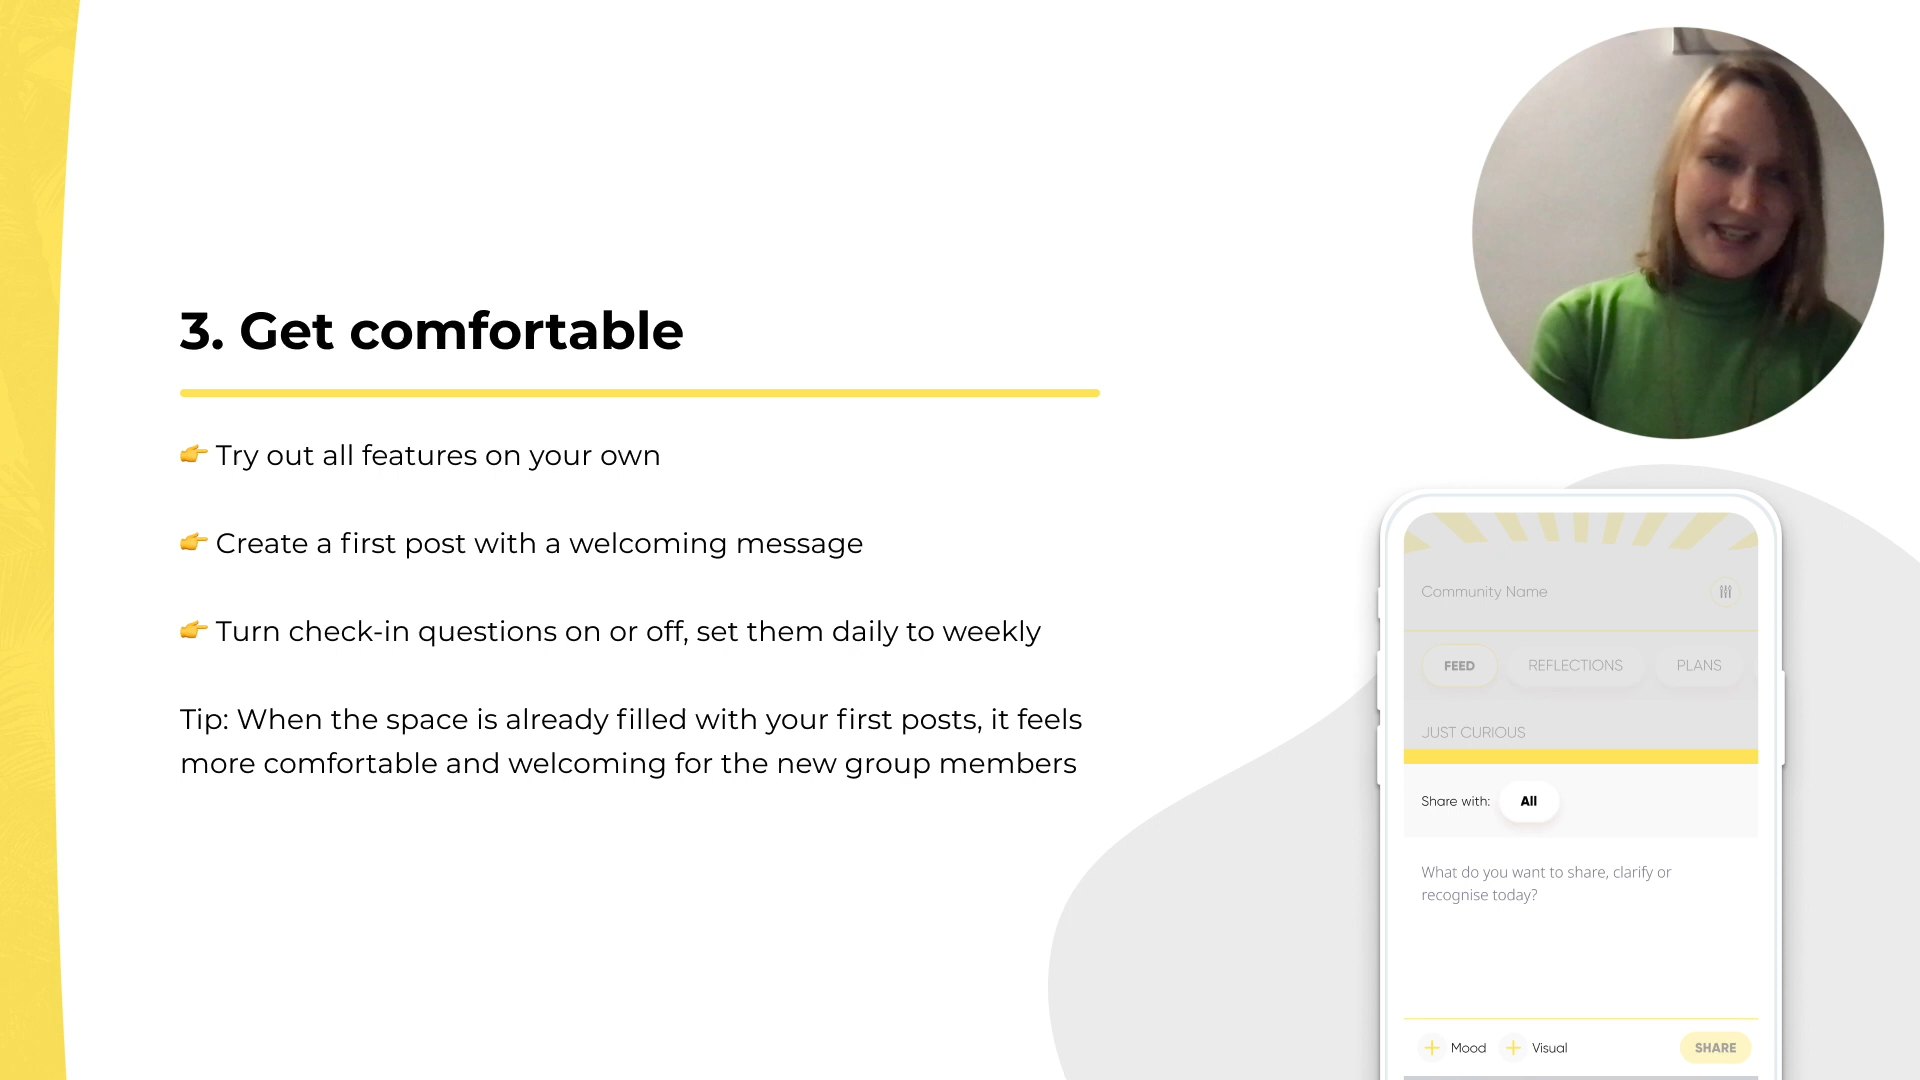 3. Get comfortable
👉 Try out all features on your own
👉 Create a first post with a welcoming message
👉 Turn check-in questions on or off, set them daily to weekly
Tip: When the space is already filled with your first posts, it feels
more comfortable and welcoming for the new group members
Community Name
FEED REFLECTIONS PLANS
JUST CURIOUS
Share with: All
What do you want to share, clarify or
recognise today?
+ Mood + Visual SHARE